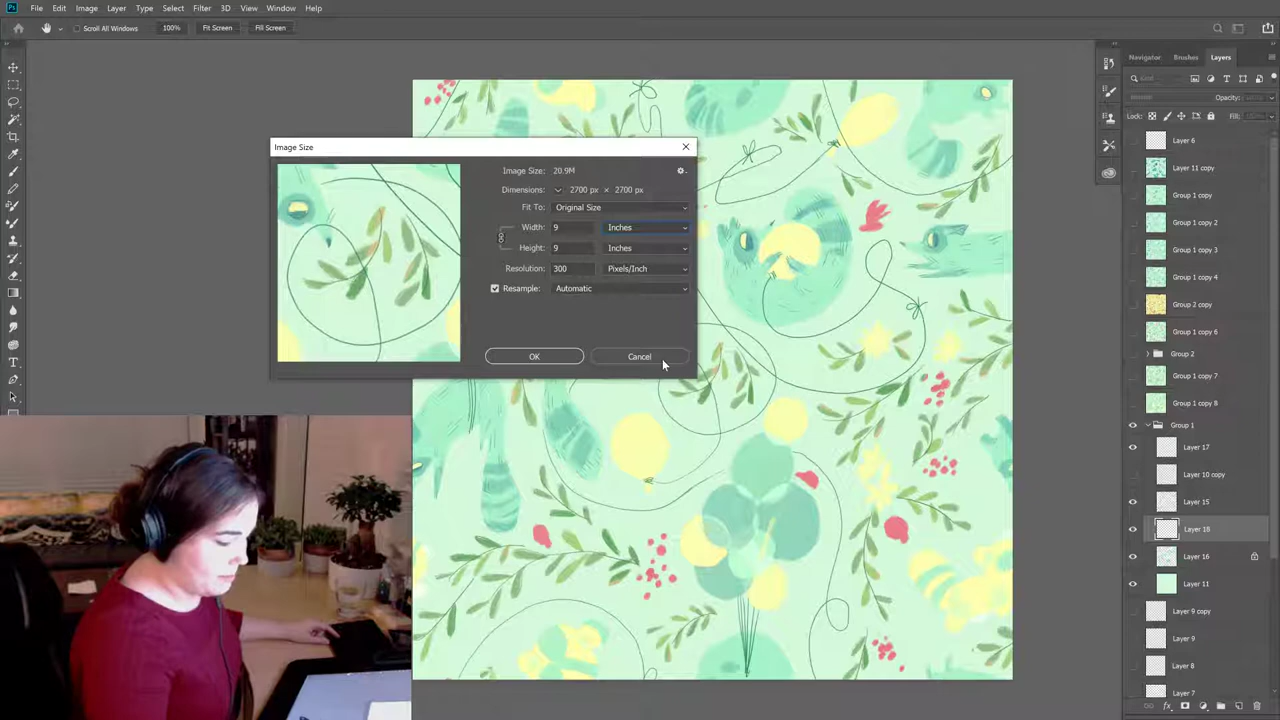 Ps File Edit Image Layer Type Select Filter 3D View Window Help
Scroll All Windows 100% Fit Screen Fill Screen
Navigator Brushes Layers
Opacity:
Lock: Fill:
Image Size
Image Size: 20.9M
Dimensions: 2700 px × 2700 px
Fit To: Original Size
Width: 9 Inches
Height: 9 Inches
Resolution: 300 Pixels/Inch
Resample: Automatic
OK Cancel
Layer 6
Layer 11 copy
Group 1 copy
Group 1 copy 2
Group 1 copy 3
Group 1 copy 4
Group 2 copy
Group 1 copy 6
Group 2
Group 1 copy 7
Group 1 copy 8
Group 1
Layer 17
Layer 10 copy
Layer 15
Layer 18
Layer 16
Layer 11
Layer 9 copy
Layer 9
Layer 8
Layer 7
fx